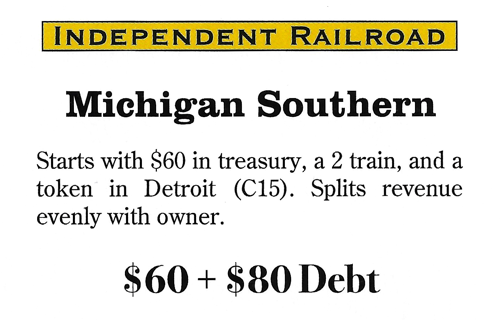 INDEPENDENT RAILROAD
Michigan Southern
Starts with $60 in treasury, a 2 train, and a
token in Detroit (C15). Splits revenue
evenly with owner.
$60 + $80 Debt